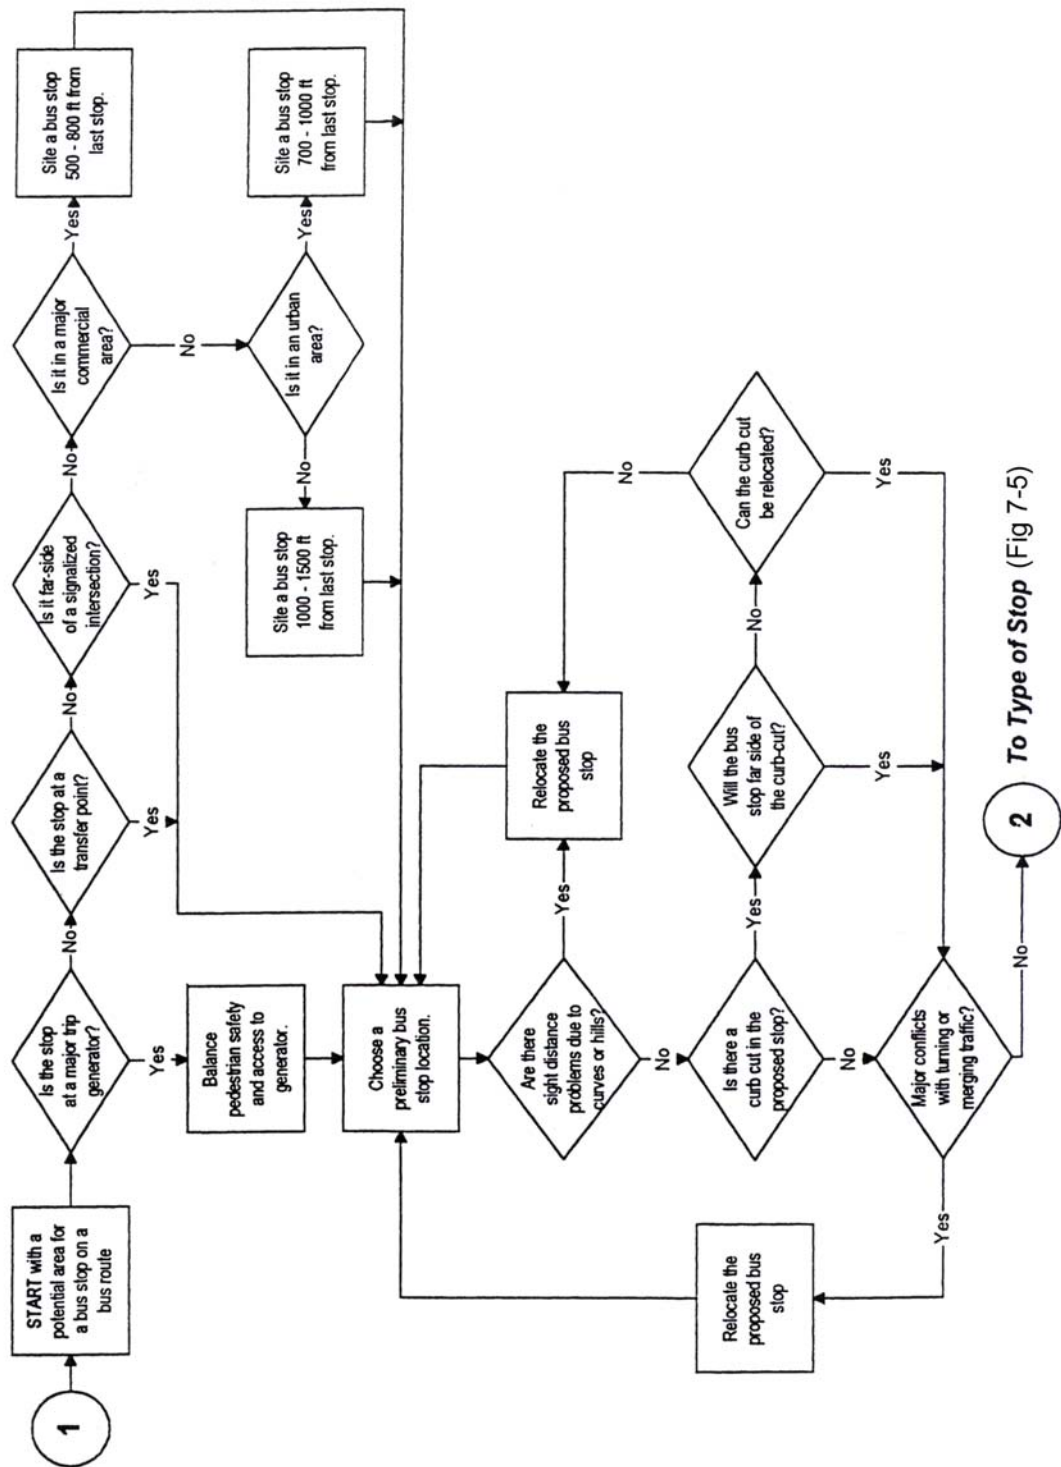 1
START with a
potential area for
a bus stop on a
bus route
Is the stop
at a major trip
generator?
No
Is the stop at a
transfer point?
No
Is it far-side
of a signalized
intersection?
No
Is it in a major
commercial
area?
Yes
Site a bus stop
500 - 800 ft from
last stop.
Yes
Yes
Yes
No
Balance
pedestrian safety
and access to
generator.
Site a bus stop
1000 - 1500 ft
from last stop.
No
Is it in an urban
area?
Yes
Site a bus stop
700 - 1000 ft
from last stop.
Choose a
preliminary bus
stop location.
Are there
sight distance
problems due to
curves or hills?
Yes
Relocate the
proposed bus
stop
No
No
Is there a
curb cut in the
proposed stop?
Yes
Will the bus
stop far side of
the curb-cut?
No
Can the curb cut
be relocated?
No
Yes
Yes
Relocate the
proposed bus
stop
Yes
Major conflicts
with turning or
merging traffic?
No
2
To Type of Stop (Fig 7-5)